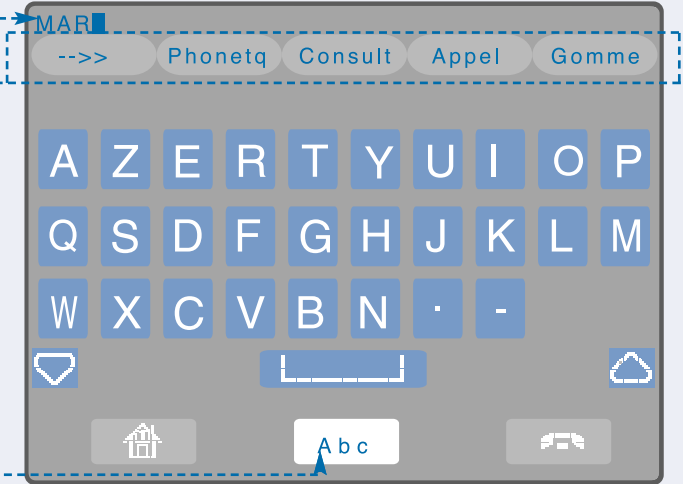 MAR
-->> Phonetq Consult Appel Gomme
A Z E R T Y U I O P
Q S D F G H J K L M
W X C V B N . -
Abc